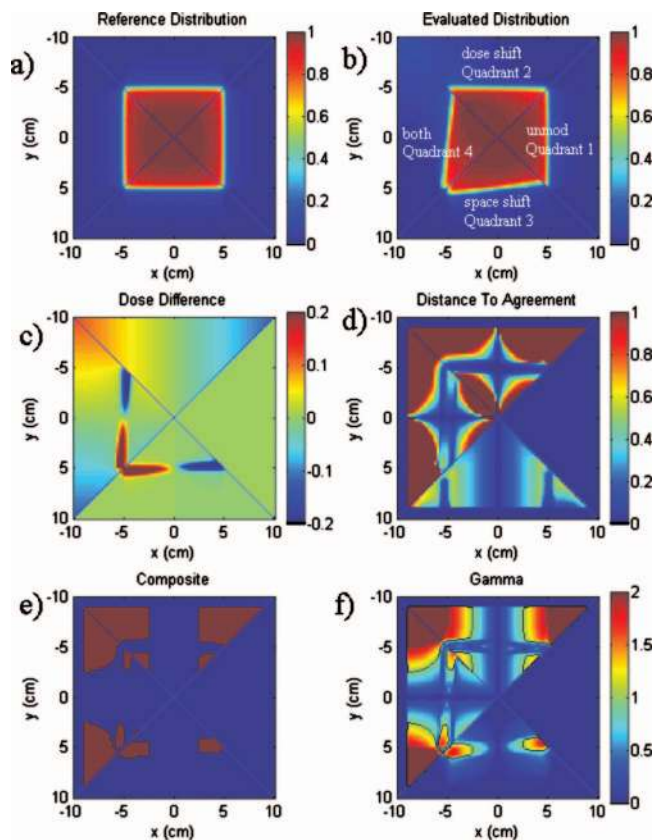 Reference Distribution
Evaluated Distribution
a)
-10
-5
0
5
10
y (cm)
-10 -5 0 5 10
x (cm)
1
0.8
0.6
0.4
0.2
0
b)
-10
-5
0
5
10
y (cm)
dose shift
Quadrant 2
both
Quadrant 4
unmod
Quadrant 1
space shift
Quadrant 3
-10 -5 0 5 10
x (cm)
1
0.8
0.6
0.4
0.2
0
Dose Difference
Distance To Agreement
c)
-10
-5
0
5
10
y (cm)
-10 -5 0 5 10
x (cm)
0.2
0.1
0
-0.1
-0.2
d)
-10
-5
0
5
10
y (cm)
-10 -5 0 5 10
x (cm)
1
0.8
0.6
0.4
0.2
0
Composite
Gamma
e)
-10
-5
0
5
10
y (cm)
-10 -5 0 5 10
x (cm)
f)
-10
-5
0
5
10
y (cm)
-10 -5 0 5 10
x (cm)
2
1.5
1
0.5
0